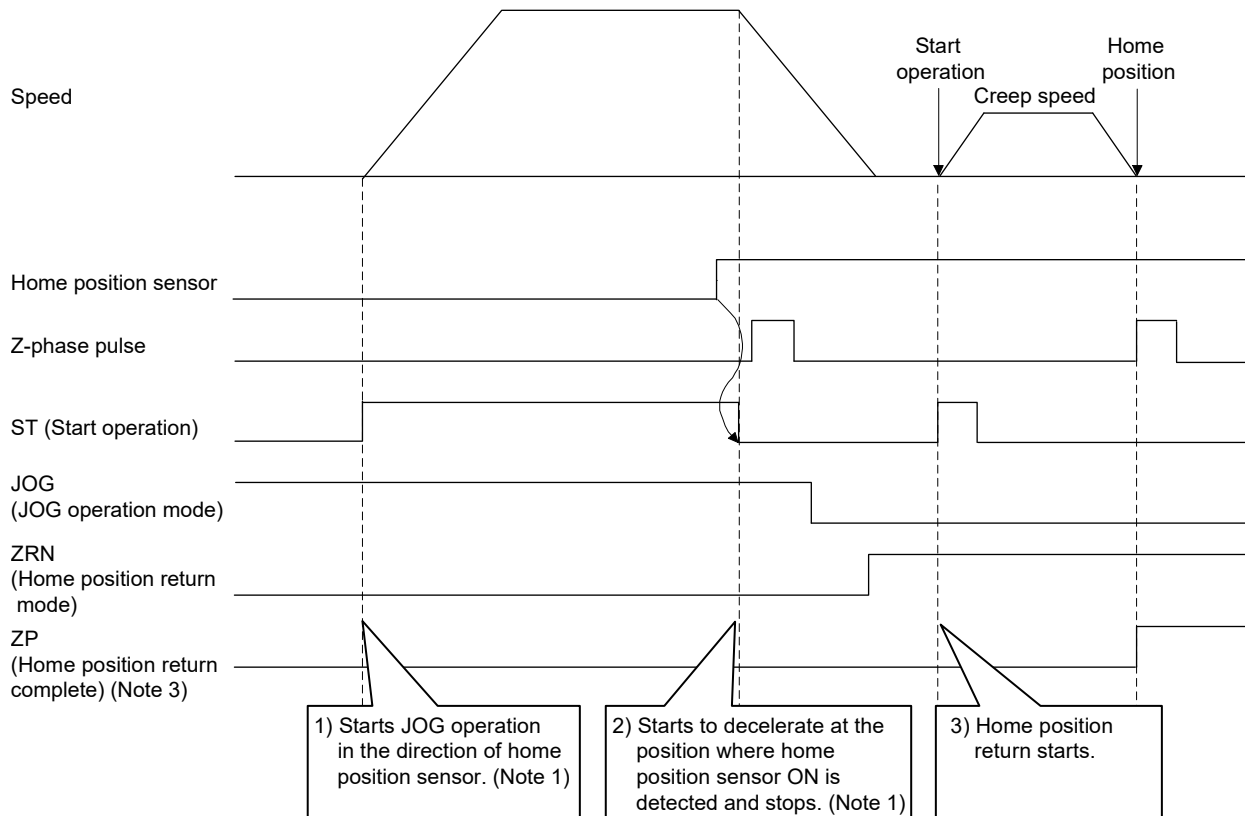 Speed
Start
operation
Home
position
Creep speed
Home position sensor
Z-phase pulse
ST (Start operation)
JOG
(JOG operation mode)
ZRN
(Home position return
mode)
ZP
(Home position return
complete) (Note 3)
1) Starts JOG operation
in the direction of home
position sensor. (Note 1)
2) Starts to decelerate at the
position where home
position sensor ON is
detected and stops. (Note 1)
3) Home position
return starts.